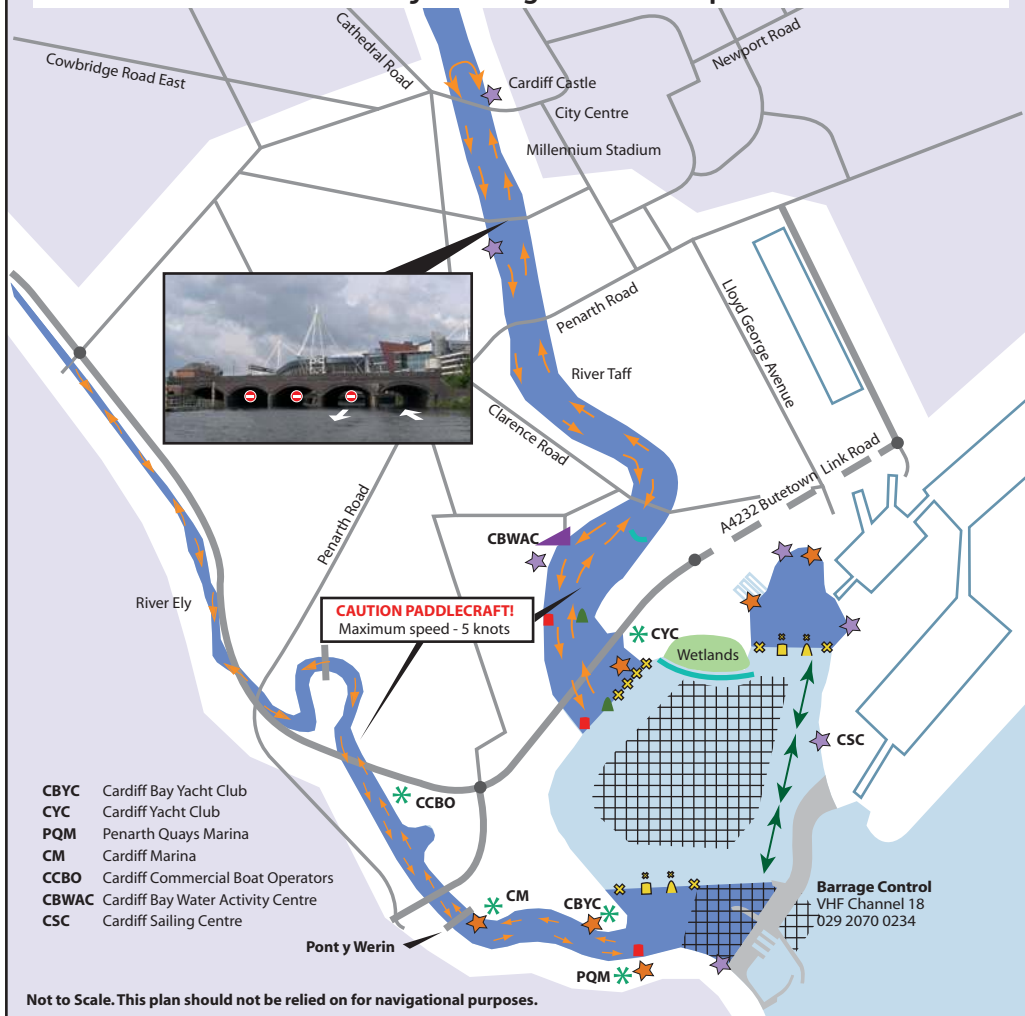 Cathedral Road
Newport Road
Cowbridge Road East
Cardiff Castle
City Centre
Millennium Stadium
Penarth Road
Lloyd George Avenue
River Taff
Clarence Road
A4232 Butetown Link Road
Penarth Road
CBWAC
River Ely
CAUTION PADDLECRAFT!
Maximum speed - 5 knots
CYC
Wetlands
CSC
CCBO
CBYC Cardiff Bay Yacht Club
CYC Cardiff Yacht Club
PQM Penarth Quays Marina
CM Cardiff Marina
CCBO Cardiff Commercial Boat Operators
CBWAC Cardiff Bay Water Activity Centre
CSC Cardiff Sailing Centre
CM
CBYC
Barrage Control
VHF Channel 18
029 2070 0234
Pont y Werin
PQM
Not to Scale. This plan should not be relied on for navigational purposes.